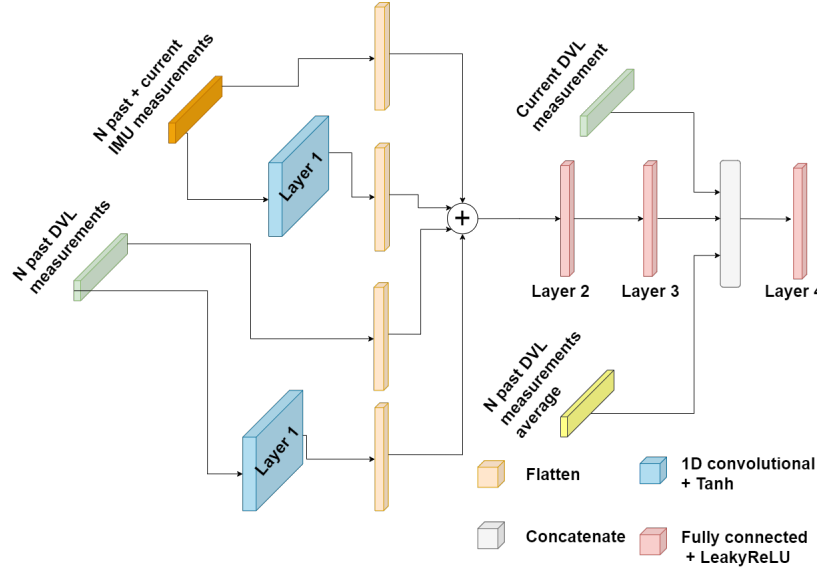 N past + current
IMU measurements
Layer 1
N past DVL
measurements
Layer 1
+
Current DVL
measurement
Layer 2
Layer 3
Layer 4
N past DVL
measurements
average
Flatten
1D convolutional
+ Tanh
Concatenate
Fully connected
+ LeakyReLU